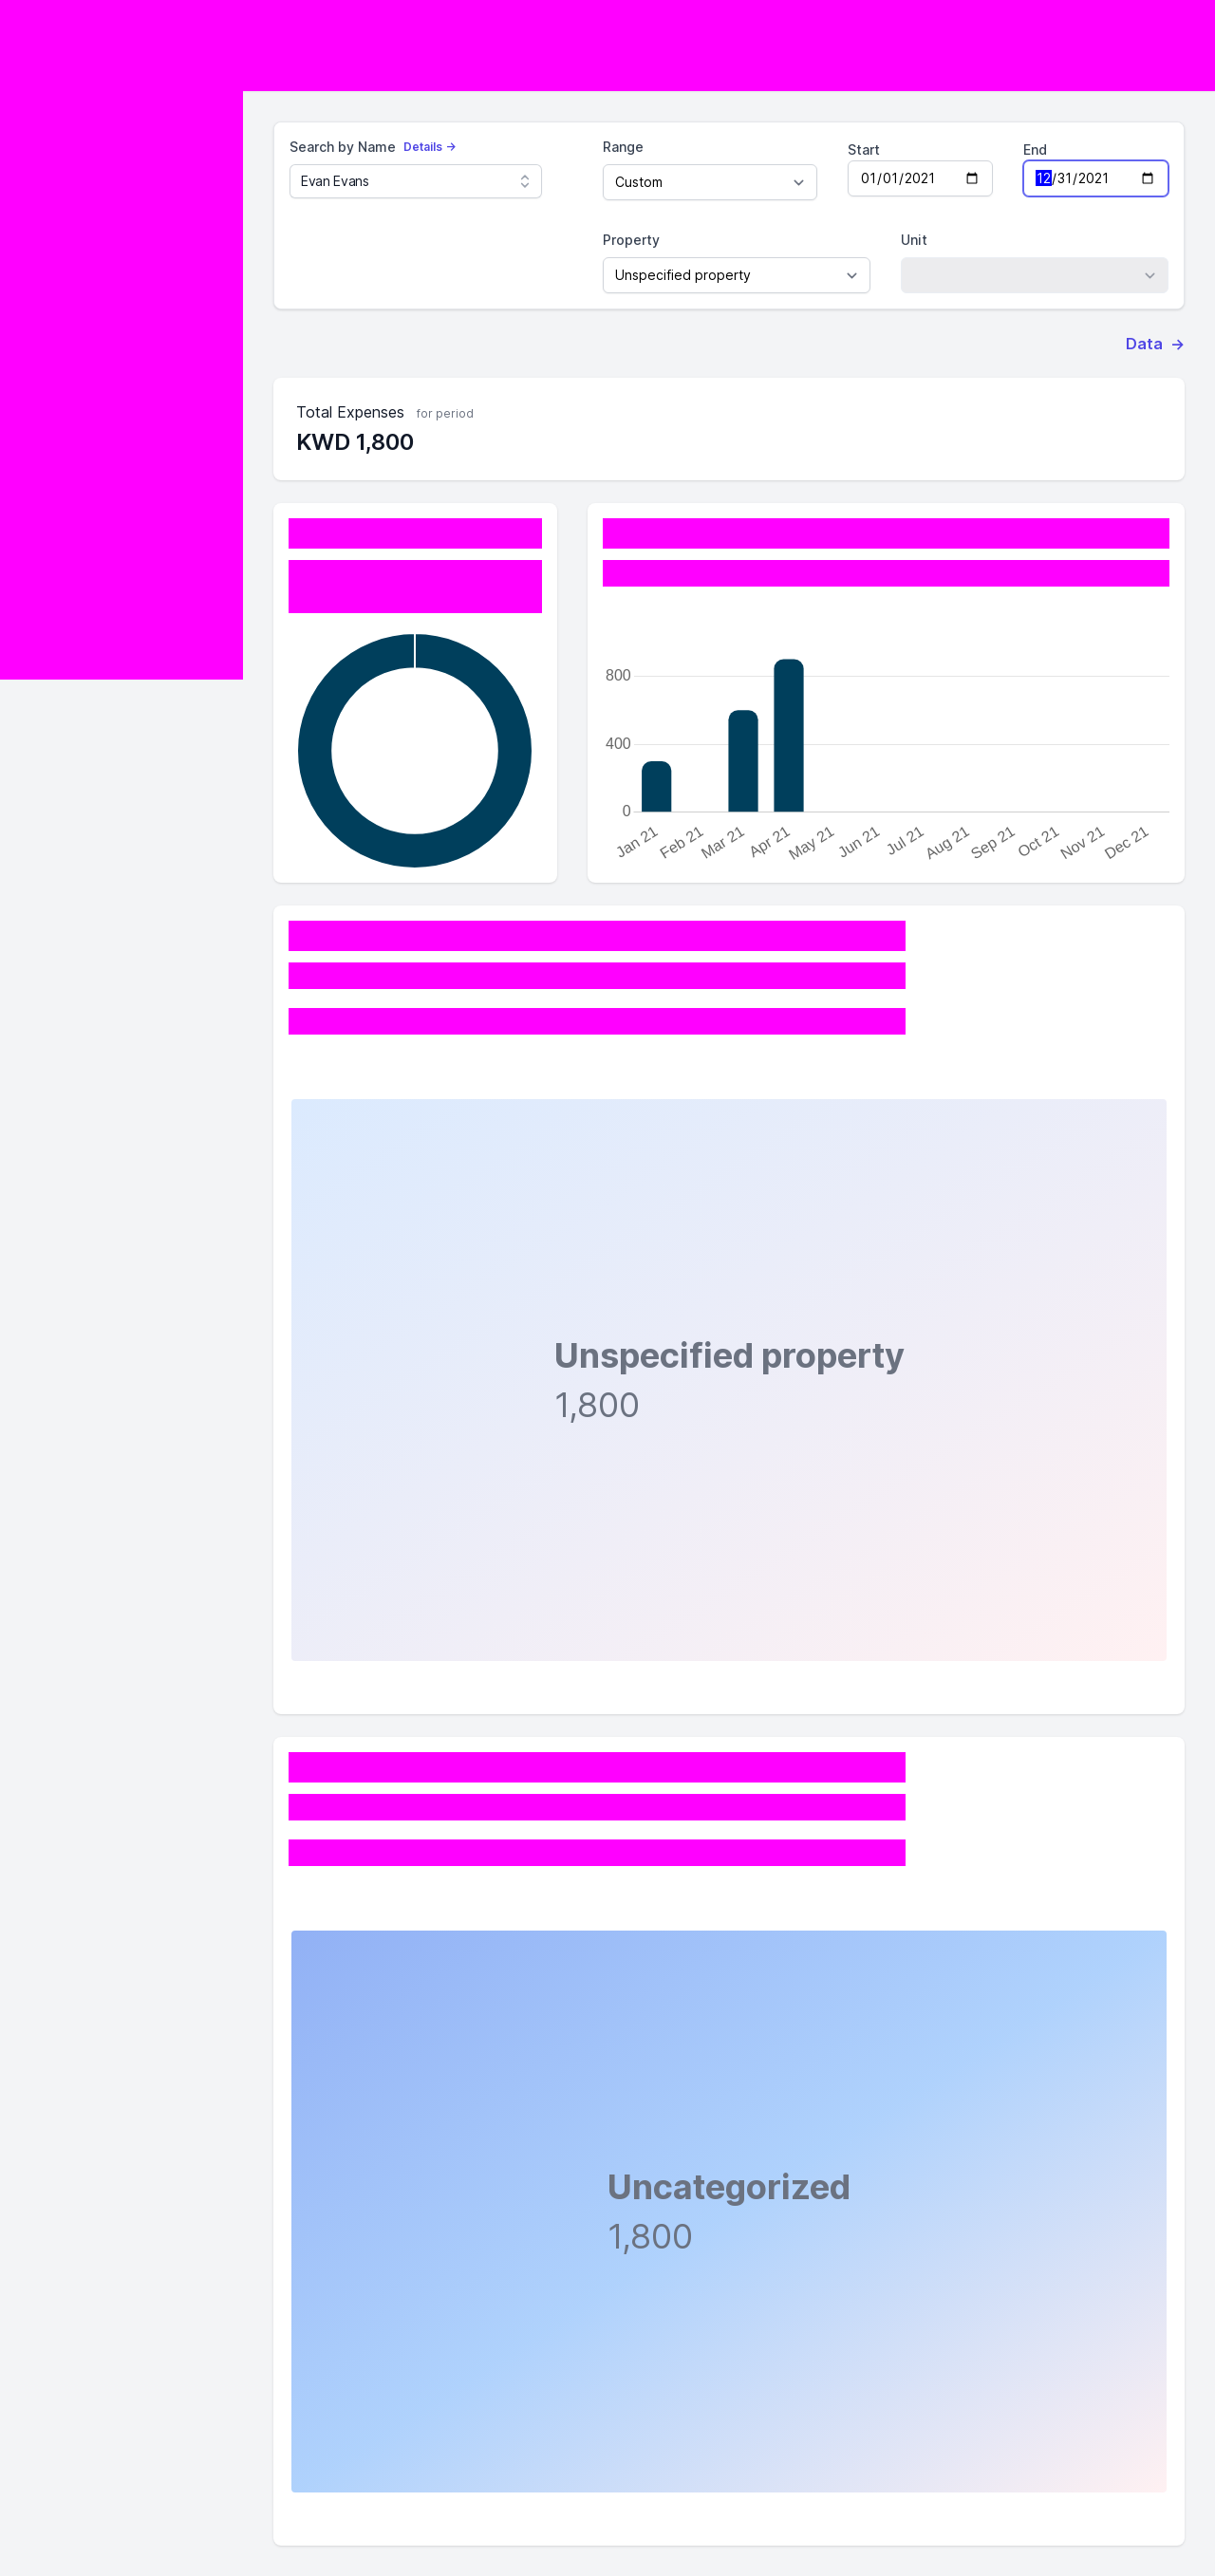 Search by Name Details →
Evan Evans
Range
Custom
Start
01/01/2021
End
12/31/2021
Property
Unspecified property
Unit
Data →
Total Expenses for period
KWD 1,800
800
400
0
Jan 21
Feb 21
Mar 21
Apr 21
May 21
Jun 21
Jul 21
Aug 21
Sep 21
Oct 21
Nov 21
Dec 21
Unspecified property
1,800
Uncategorized
1,800